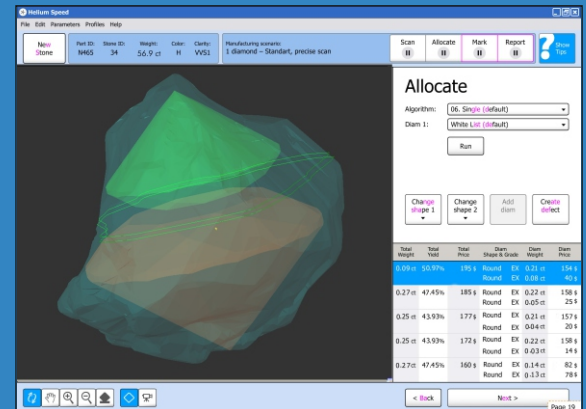 Helium Speed
File Edit Parameters Profiles Help
New Stone
Part ID: Stone ID: Weight: Color: Clarity:
N465 34 56.9 ct H VVS1
Manufacturing scenario:
1 diamond – Standart, precise scan
Scan Allocate Mark Report
Show Tips
Allocate
Algorithm: 06. Single (default)
Diam 1: White List (default)
Run
Change shape 1
Change shape 2
Add diam
Create defect
Total Weight Total Yield Total Price Diam Shape & Grade Diam Weight Diam Price
0.09 ct 50.97% 195 $ Round EX 0.21 ct 154 $
Round EX 0.08 ct 40 $
0.27 ct 47.45% 185 $ Round EX 0.22 ct 158 $
Round EX 0.05 ct 25 $
0.25 ct 43.93% 177 $ Round EX 0.21 ct 157 $
Round EX 0.04 ct 20 $
0.25 ct 43.93% 172 $ Round EX 0.22 ct 158 $
Round EX 0.03 ct 14 $
0.27 ct 47.45% 160 $ Round EX 0.14 ct 82 $
Round EX 0.13 ct 78 $
< Back Next >
Page 19